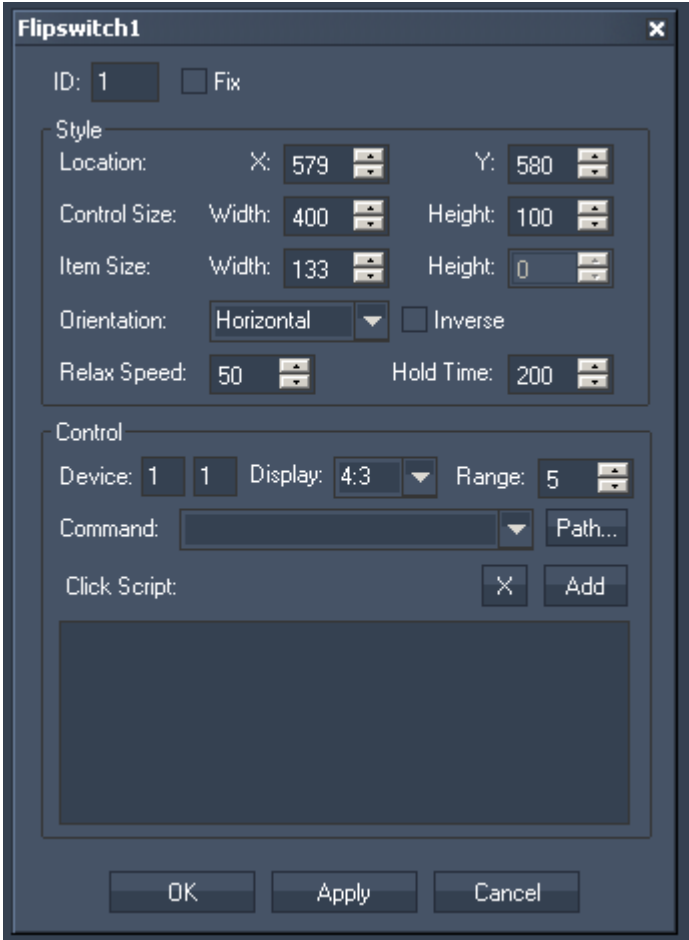 Flipswitch1
ID: 1 Fix
Style
Location: X: 579 Y: 580
Control Size: Width: 400 Height: 100
Item Size: Width: 133 Height: 0
Orientation: Horizontal Inverse
Relax Speed: 50 Hold Time: 200
Control
Device: 1 1 Display: 4:3 Range: 5
Command: Path...
Click Script: X Add
OK Apply Cancel